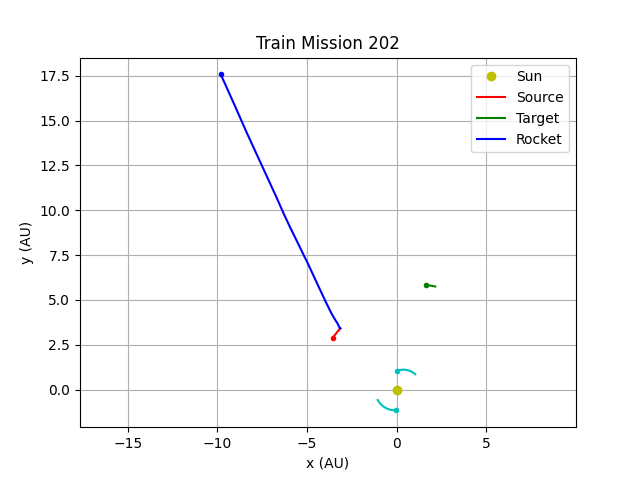 Train Mission 202
Sun
Source
Target
Rocket
17.5
15.0
12.5
10.0
7.5
5.0
2.5
0.0
y (AU)
−15
−10
−5
0
5
x (AU)